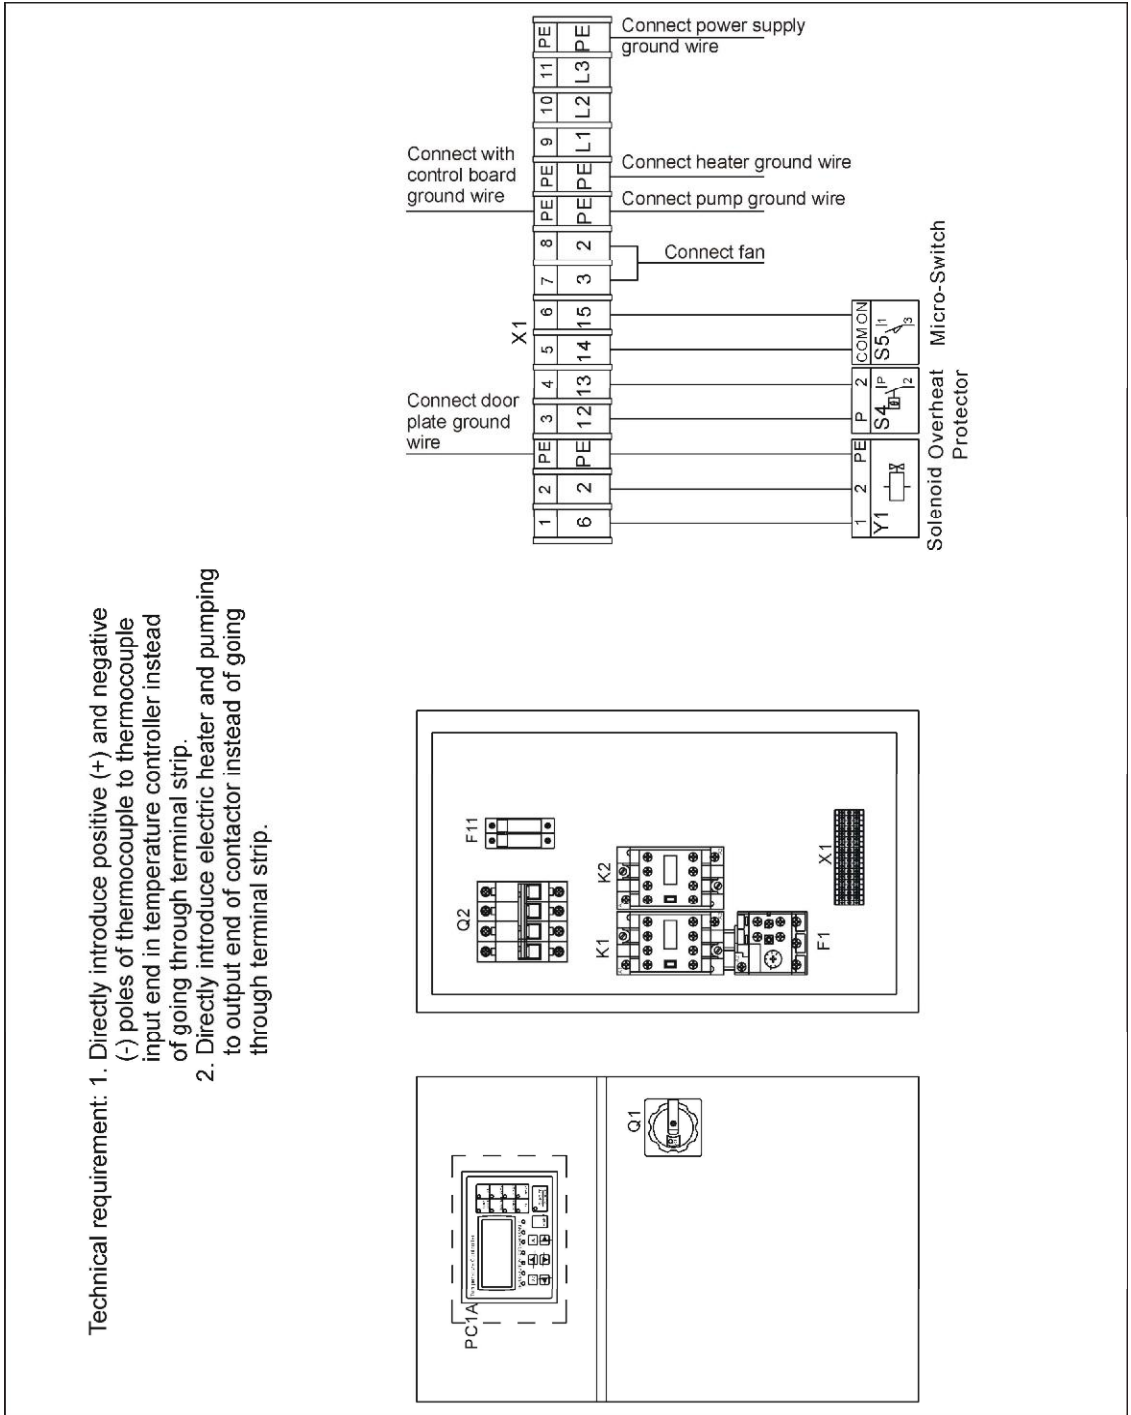 Technical requirement: 1. Directly introduce positive (+) and negative
(-) poles of thermocouple to thermocouple
input end in temperature controller instead
of going through terminal strip.
2. Directly introduce electric heater and pumping
to output end of contactor instead of going
through terminal strip.
X1
PE PE
11 L3
10 L2
9 L1
PE PE
PE PE
8 2
7 3
6 15
5 14
4 13
3 12
PE PE
2 2
1 6
Connect power supply
ground wire
Connect with
control board
ground wire
Connect heater ground wire
Connect pump ground wire
Connect fan
Connect door
plate ground
wire
COM ON
S5 1 3
Micro-Switch
P 2
S4 P 2
Overheat
Protector
1 2 PE
Y1
Solenoid
F11
Q2
K2
K1
F1
X1
Q1
PC1A
Temperature Controller